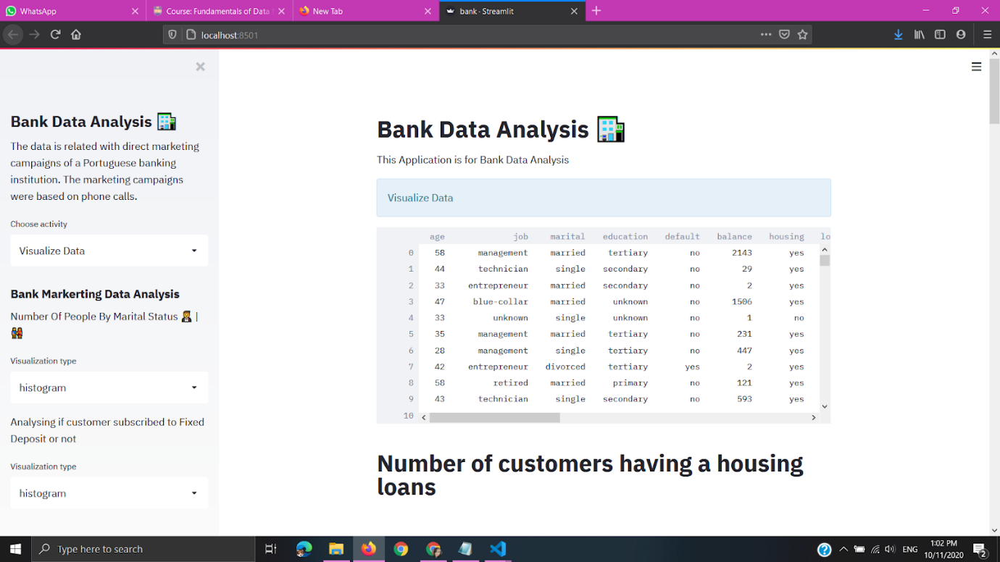 WhatsApp
Course: Fundamentals of Data
New Tab
bank · Streamlit
localhost:8501
Bank Data Analysis
The data is related with direct marketing
campaigns of a Portuguese banking
institution. The marketing campaigns
were based on phone calls.
Choose activity
Visualize Data
Bank Markerting Data Analysis
Number Of People By Marital Status |
Visualization type
histogram
Analysing if customer subscribed to Fixed
Deposit or not
Visualization type
histogram
Bank Data Analysis
This Application is for Bank Data Analysis
Visualize Data
age job marital education default balance housing lo
0 58 management married tertiary no 2143 yes
1 44 technician single secondary no 29 yes
2 33 entrepreneur married secondary no 2 yes
3 47 blue-collar married unknown no 1506 yes
4 33 unknown single unknown no 1 no
5 35 management married tertiary no 231 yes
6 28 management single tertiary no 447 yes
7 42 entrepreneur divorced tertiary yes 2 yes
8 58 retired married primary no 121 yes
9 43 technician single secondary no 593 yes
10
Number of customers having a housing
loans
Type here to search
ENG
1:02 PM
10/11/2020
2